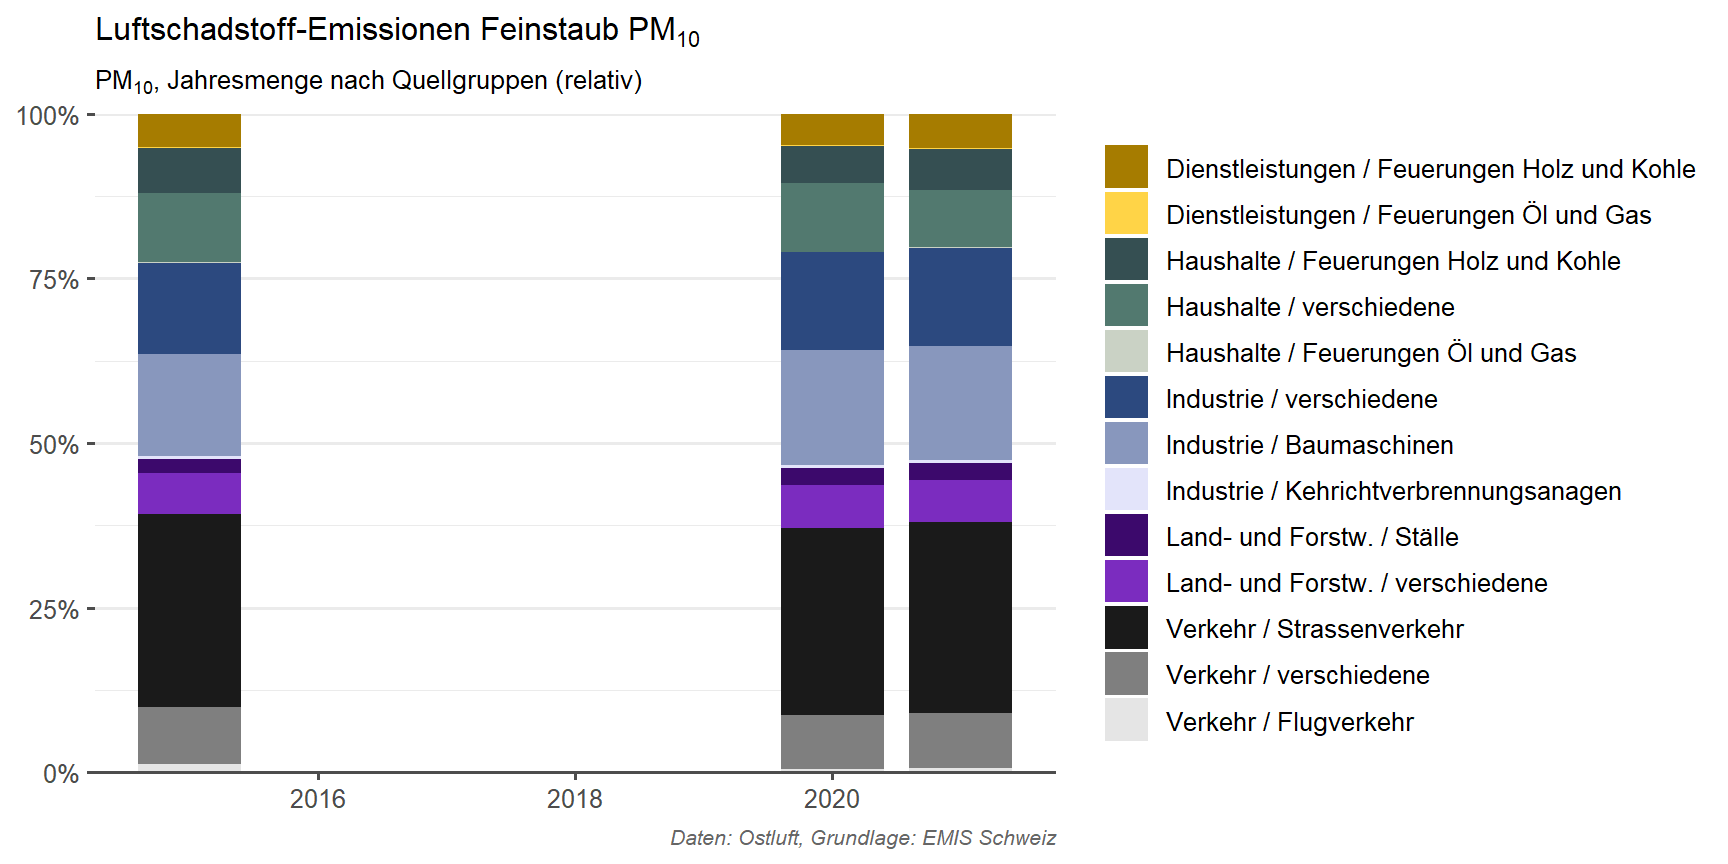 Luftschadstoff-Emissionen Feinstaub PM₁₀
PM₁₀, Jahresmenge nach Quellgruppen (relativ)
100%
75%
50%
25%
0%
2016 2018 2020
Dienstleistungen / Feuerungen Holz und Kohle
Dienstleistungen / Feuerungen Öl und Gas
Haushalte / Feuerungen Holz und Kohle
Haushalte / verschiedene
Haushalte / Feuerungen Öl und Gas
Industrie / verschiedene
Industrie / Baumaschinen
Industrie / Kehrichtverbrennungsanagen
Land- und Forstw. / Ställe
Land- und Forstw. / verschiedene
Verkehr / Strassenverkehr
Verkehr / verschiedene
Verkehr / Flugverkehr
Daten: Ostluft, Grundlage: EMIS Schweiz